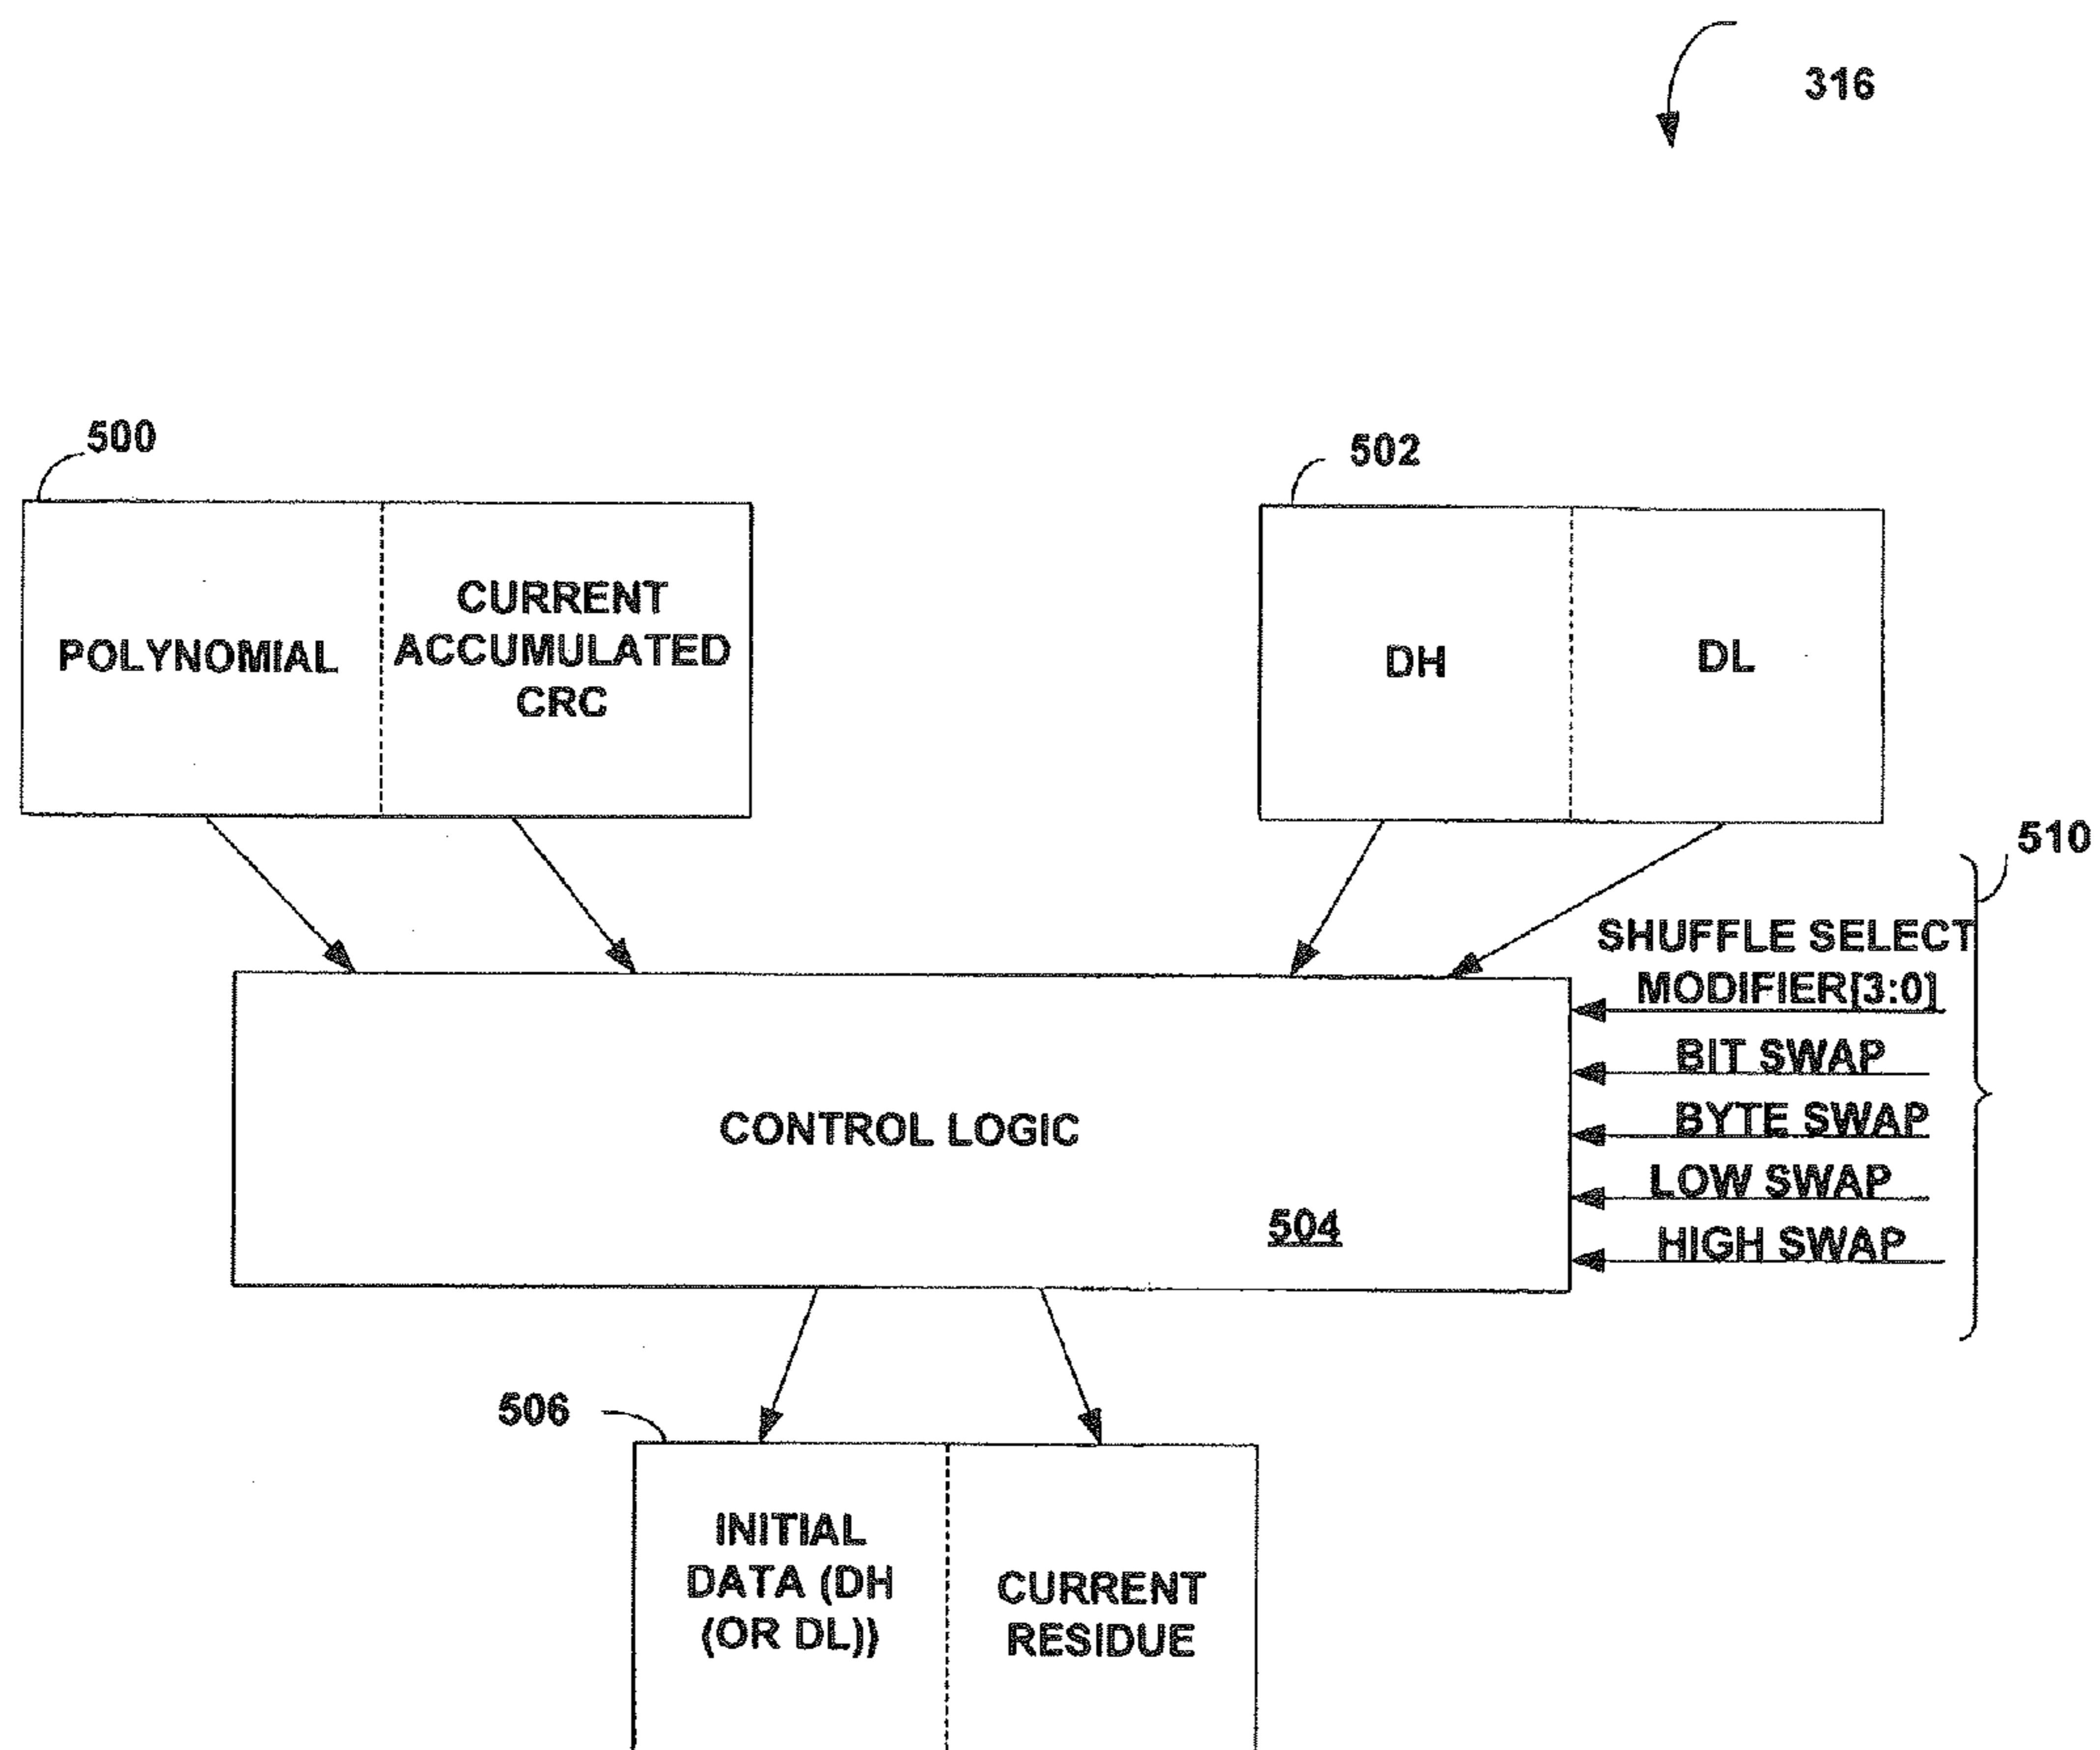 316
500
502
POLYNOMIAL
CURRENT
ACCUMULATED
CRC
DH
DL
510
SHUFFLE SELECT
MODIFIER[3:0]
BIT SWAP
BYTE SWAP
LOW SWAP
HIGH SWAP
CONTROL LOGIC
504
506
INITIAL
DATA (DH
(OR DL))
CURRENT
RESIDUE